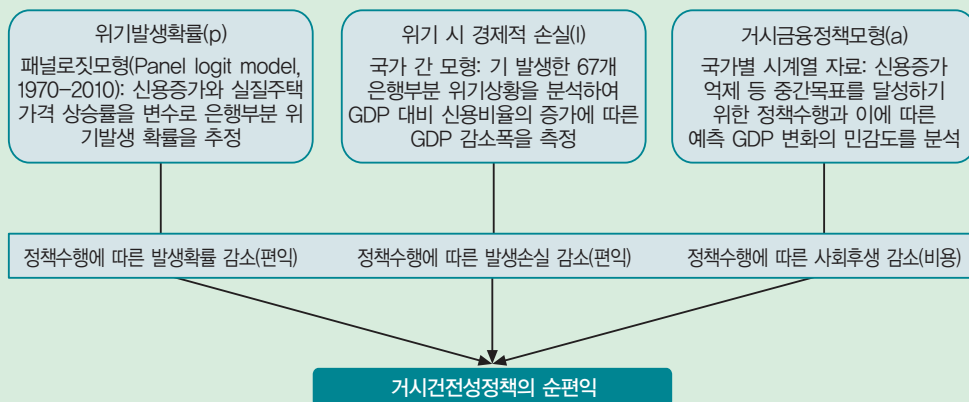 위기발생확률(p)
패널로짓모형(Panel logit model,
1970-2010): 신용증가와 실질주택
가격 상승률을 변수로 은행부분 위
기발생 확률을 추정
위기 시 경제적 손실(l)
국가 간 모형: 기 발생한 67개
은행부분 위기상황을 분석하여
GDP 대비 신용비율의 증가에 따른
GDP 감소폭을 측정
거시금융정책모형(a)
국가별 시계열 자료: 신용증가
억제 등 중간목표를 달성하기
위한 정책수행과 이에 따른
예측 GDP 변화의 민감도를 분석
정책수행에 따른 발생확률 감소(편익)
정책수행에 따른 발생손실 감소(편익)
정책수행에 따른 사회후생 감소(비용)
거시건전성정책의 순편익